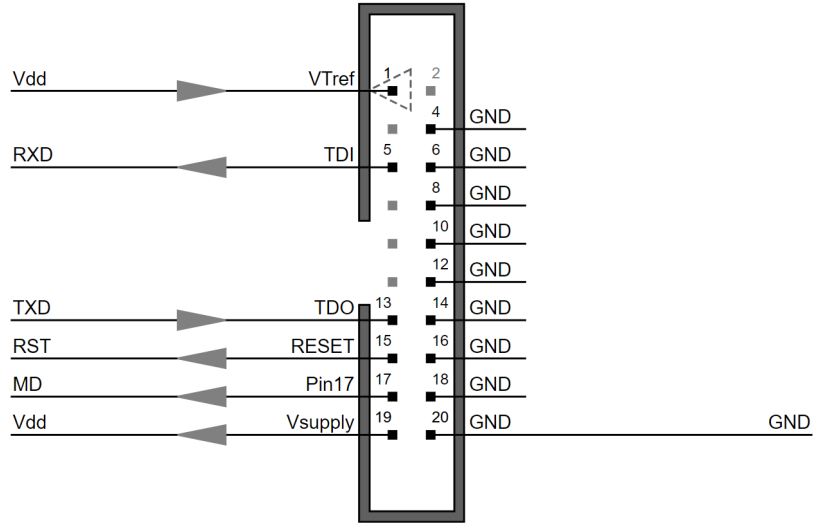 Vdd VTref 1 2
4 GND
RXD TDI 5 6 GND
8 GND
10 GND
12 GND
TXD TDO 13 14 GND
RST RESET 15 16 GND
MD Pin17 17 18 GND
Vdd Vsupply 19 20 GND GND